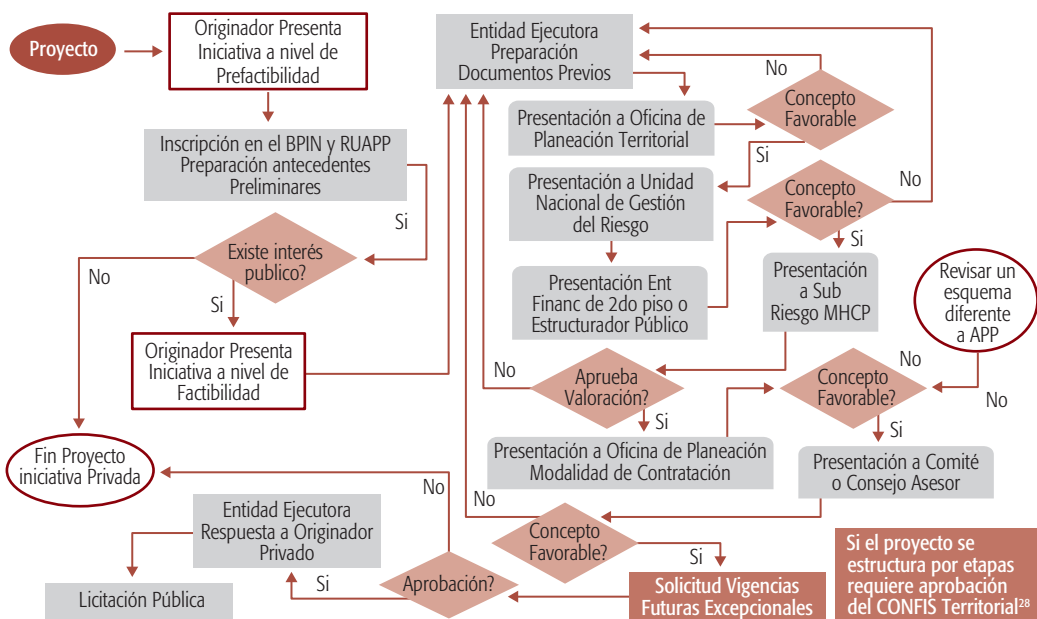 Proyecto
Originador Presenta
Iniciativa a nivel de
Prefactibilidad
Inscripción en el BPIN y RUAPP
Preparación antecedentes
Preliminares
Si
Existe interés
publico?
No
Si
Originador Presenta
Iniciativa a nivel de
Factibilidad
Fin Proyecto
iniciativa Privada
Entidad Ejecutora
Preparación
Documentos Previos
Presentación a Oficina de
Planeación Territorial
No
Concepto
Favorable
Si
Presentación a Unidad
Nacional de Gestión
del Riesgo
Presentación Ent
Financ de 2do piso o
Estructurador Público
Concepto
Favorable?
No
Si
Presentación
a Sub
Riesgo MHCP
Revisar un
esquema
diferente
a APP
No
Aprueba
Valoración?
Si
Presentación a Oficina de Planeación
Modalidad de Contratación
Concepto
Favorable?
No
No
Si
Presentación a Comité
o Consejo Asesor
No
Concepto
Favorable?
Si
Solicitud Vigencias
Futuras Excepcionales
No
Aprobación?
Si
Entidad Ejecutora
Respuesta a Originador
Privado
Licitación Pública
Si el proyecto se
estructura por etapas
requiere aprobación
del CONFIS Territorial²⁸